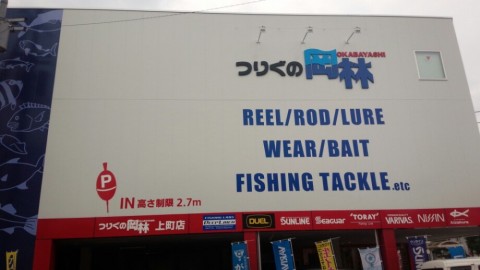 OKABAYASHI
つりぐの岡林
REEL/ROD/LURE
WEAR/BAIT
FISHING TACKLE.etc
P IN 高さ制限 2.7m
つりぐの岡林 上町店 DUEL SUNLINE Seaguar "TORAY" VARIVAS NISSIN